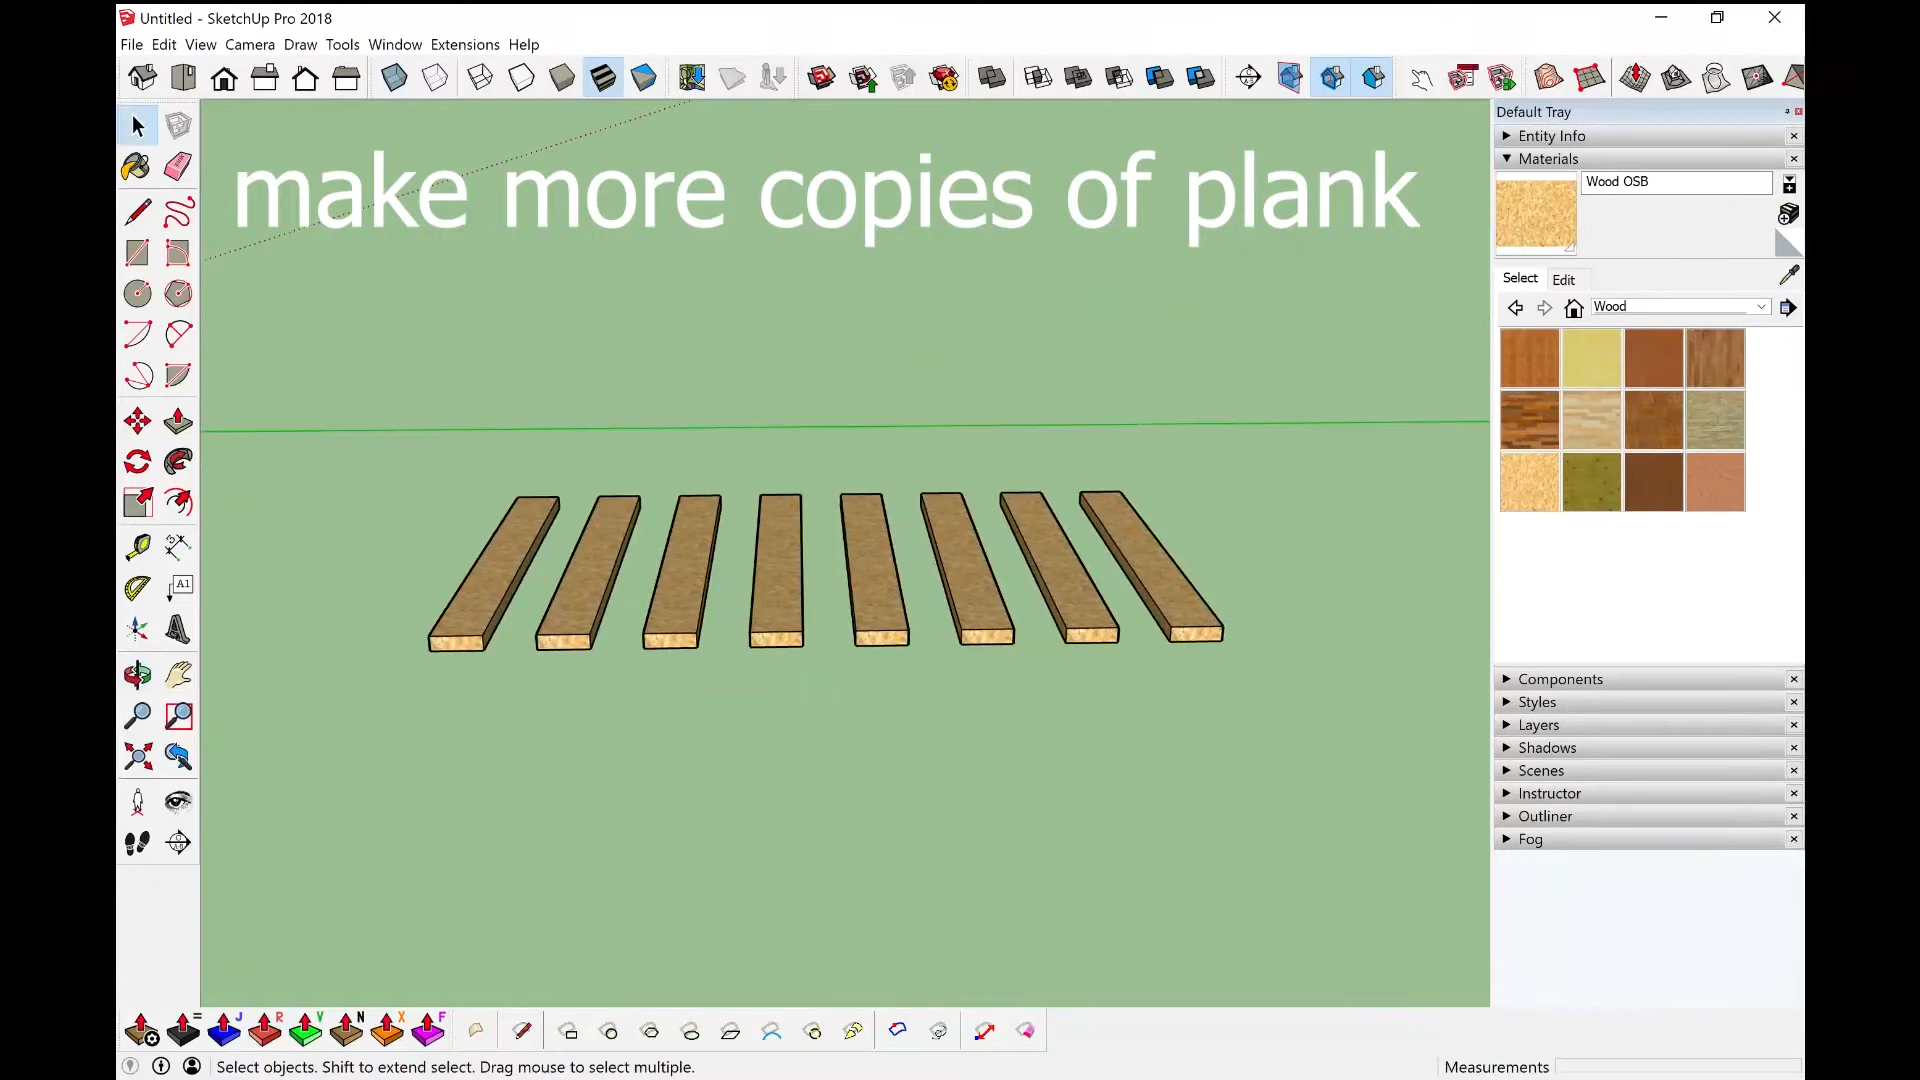 Untitled - SketchUp Pro 2018
File Edit View Camera Draw Tools Window Extensions Help
Default Tray
Entity Info
Materials
Wood OSB
Select Edit
Wood
make more copies of plank
A1
Components
Styles
Layers
Shadows
Scenes
Instructor
Outliner
Fog
= J R V N X F
Select objects. Shift to extend select. Drag mouse to select multiple.
Measurements